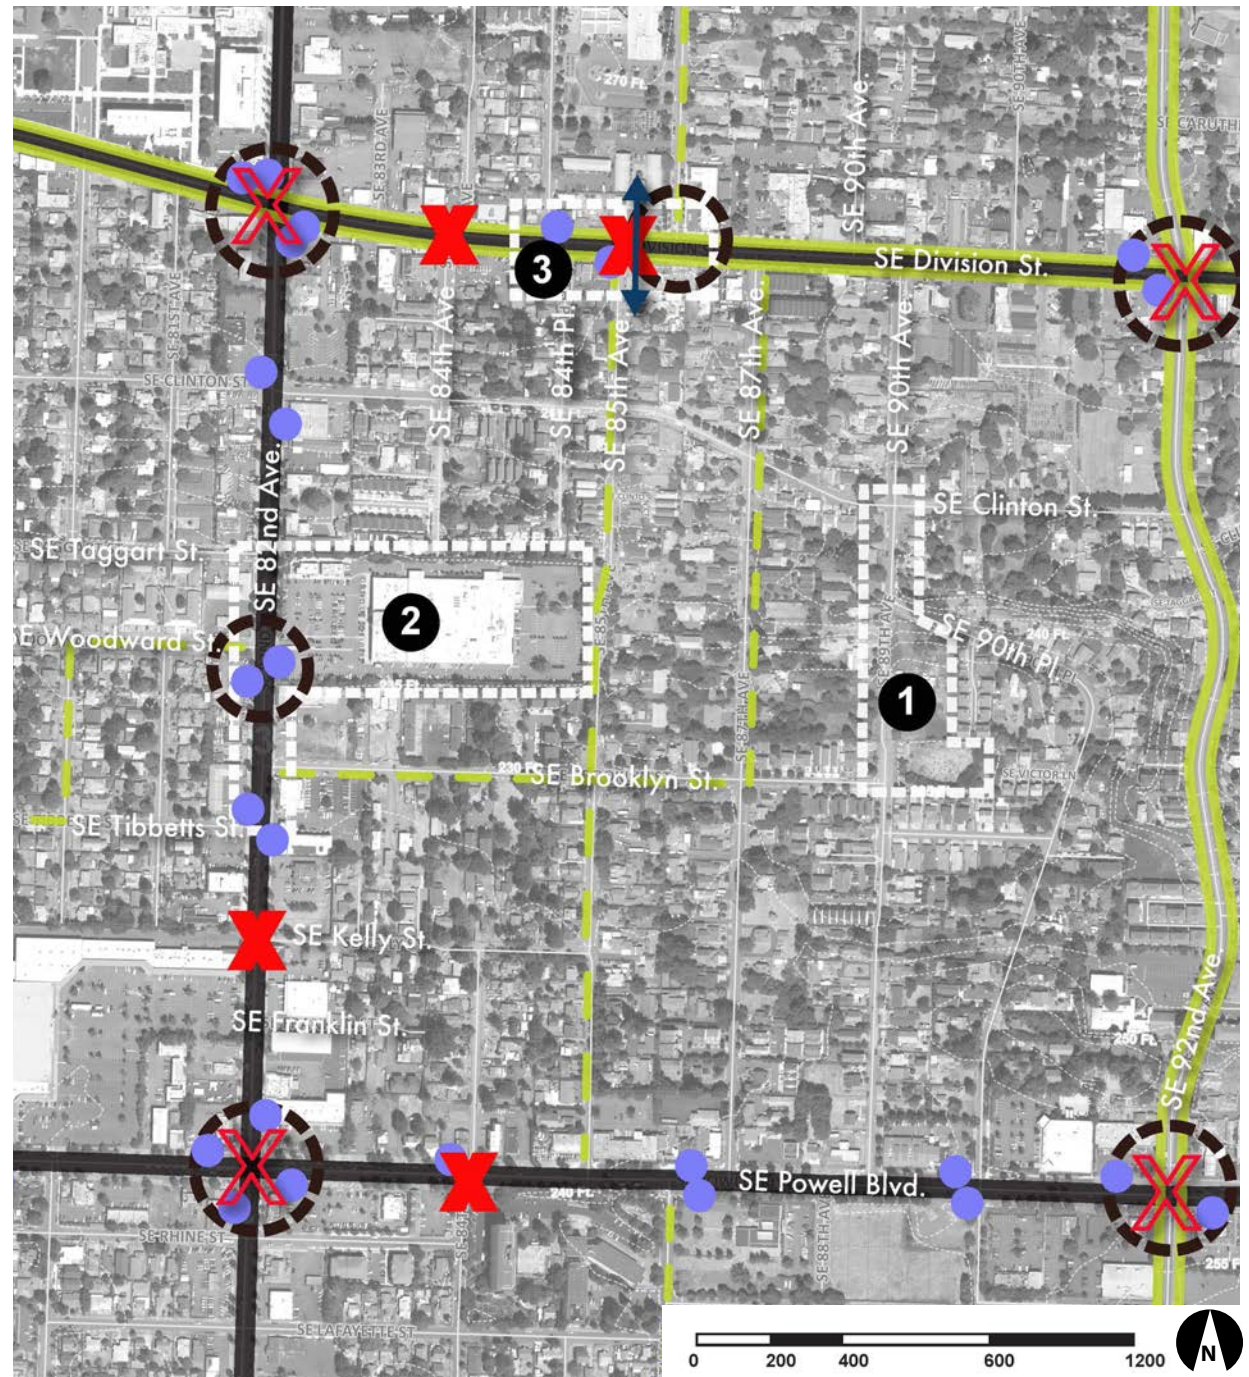 270 FT.
SE 90TH AVE
SE 83RD AVE
SE 90th Ave.
SE CARUTH
SE 81ST AVE
3
SE Division St.
SE 84th Ave.
SE 84th Pl.
SE 85th Ave.
SE 87th Ave.
SE 90th Ave.
SE CLINTON ST
SE 82nd Ave.
SE Clinton St.
SE Taggart St.
245 FT.
2
SE Woodward St.
SE 89TH AVE
SE 90th Pl.
240 FT.
235 FT.
SE 87TH AVE
1
230 F
SE Brooklyn St.
SE VICTOR LN
SE Tibbetts St.
SE Kelly St.
SE Franklin St.
SE 92nd Ave.
250 FT.
SE Powell Blvd.
240 FT.
SE RHINE ST
SE 88TH AV
255 F
SE LAFAYETTE ST
0 200 400 600 1200
N